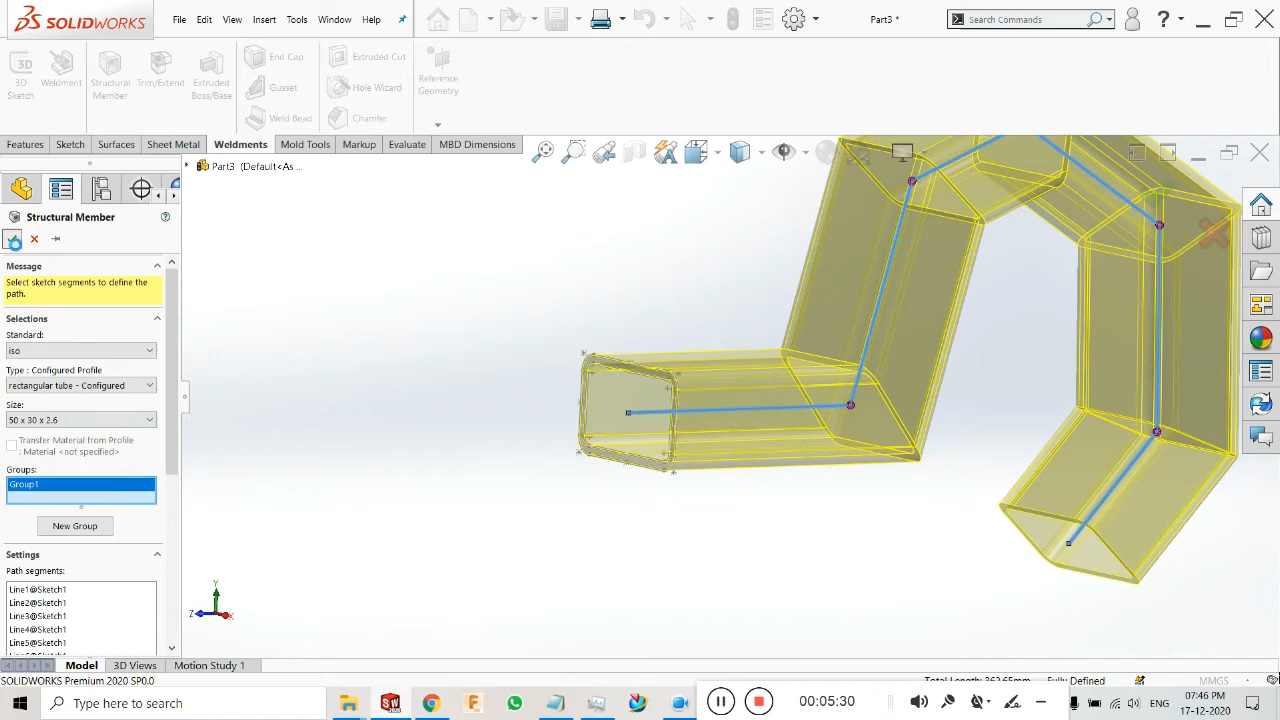 SOLIDWORKS File Edit View Insert Tools Window Help Part3 * Search Commands
3D Sketch
Weldment
Structural Member
Trim/Extend
Extruded Boss/Base
End Cap
Gusset
Weld Bead
Extruded Cut
Hole Wizard
Chamfer
Reference Geometry
Features Sketch Surfaces Sheet Metal Weldments Mold Tools Markup Evaluate MBD Dimensions
Part3 (Default<As ...
Structural Member
Message
Select sketch segments to define the
path.
Selections
Standard:
iso
Type : Configured Profile
rectangular tube - Configured
Size:
50 x 30 x 2.6
Transfer Material from Profile
: Material <not specified>
Groups:
Group1
New Group
Settings
Path segments:
Line1@Sketch1
Line2@Sketch1
Line3@Sketch1
Line4@Sketch1
Line5@Sketch1
Y
Z X
Model 3D Views Motion Study 1
SOLIDWORKS Premium 2020 SP0.0 Total Length: 362.65mm Fully Defined MMGS
Type here to search
00:05:30
ENG
07:46 PM
17-12-2020